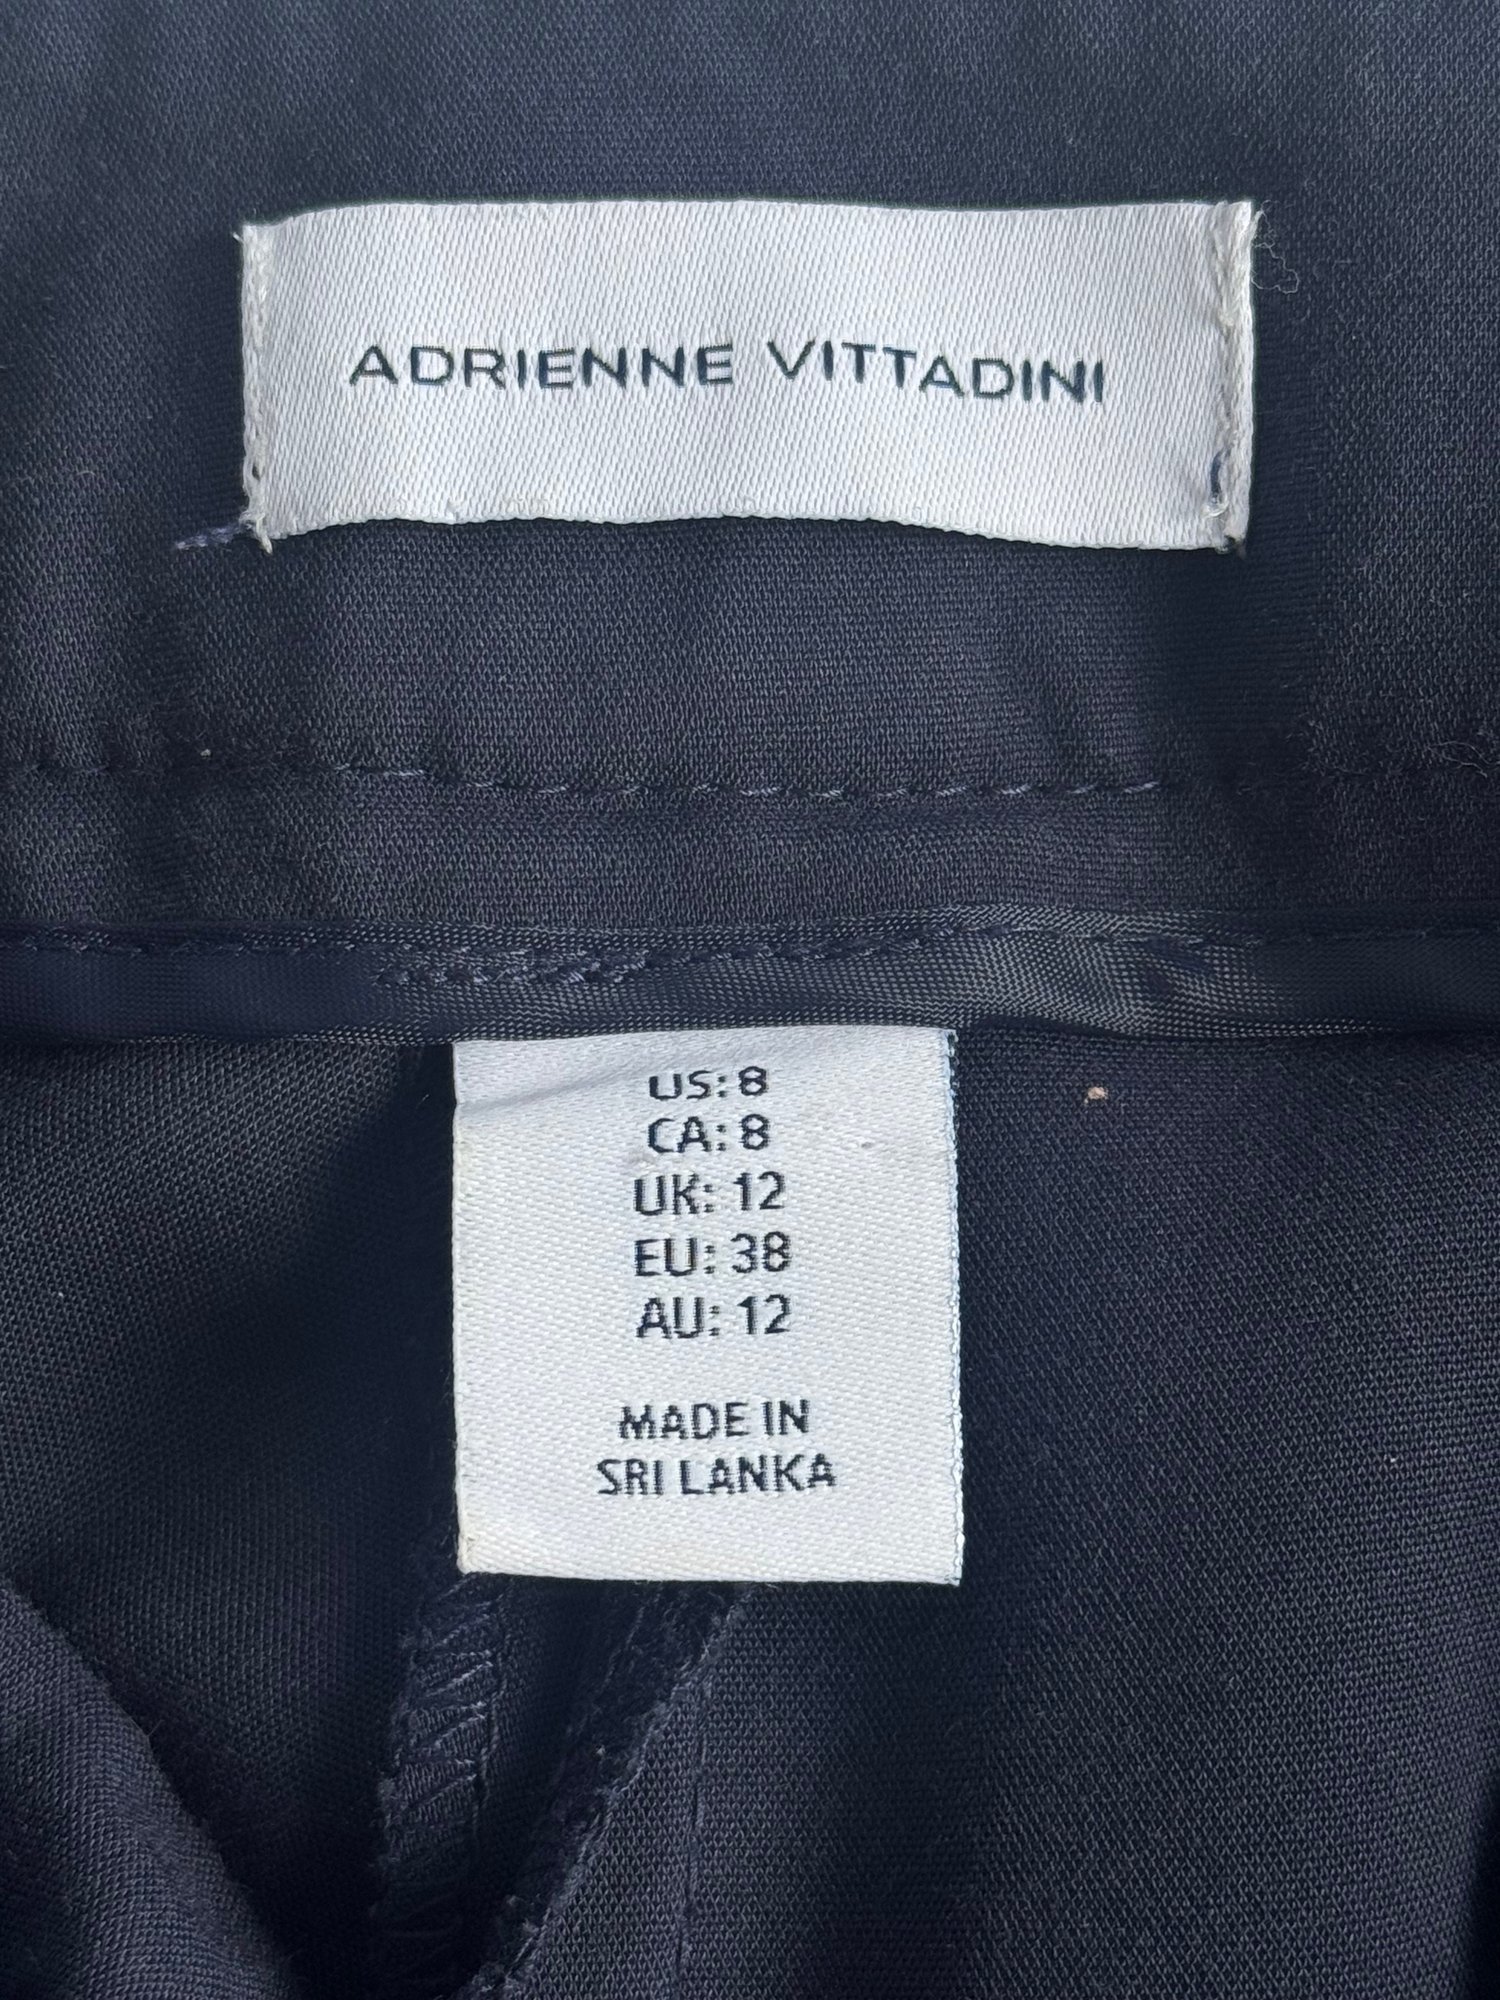 ADRIENNE VITTADINI
US: 8
CA: 8
UK: 12
EU: 38
AU: 12
MADE IN
SRI LANKA